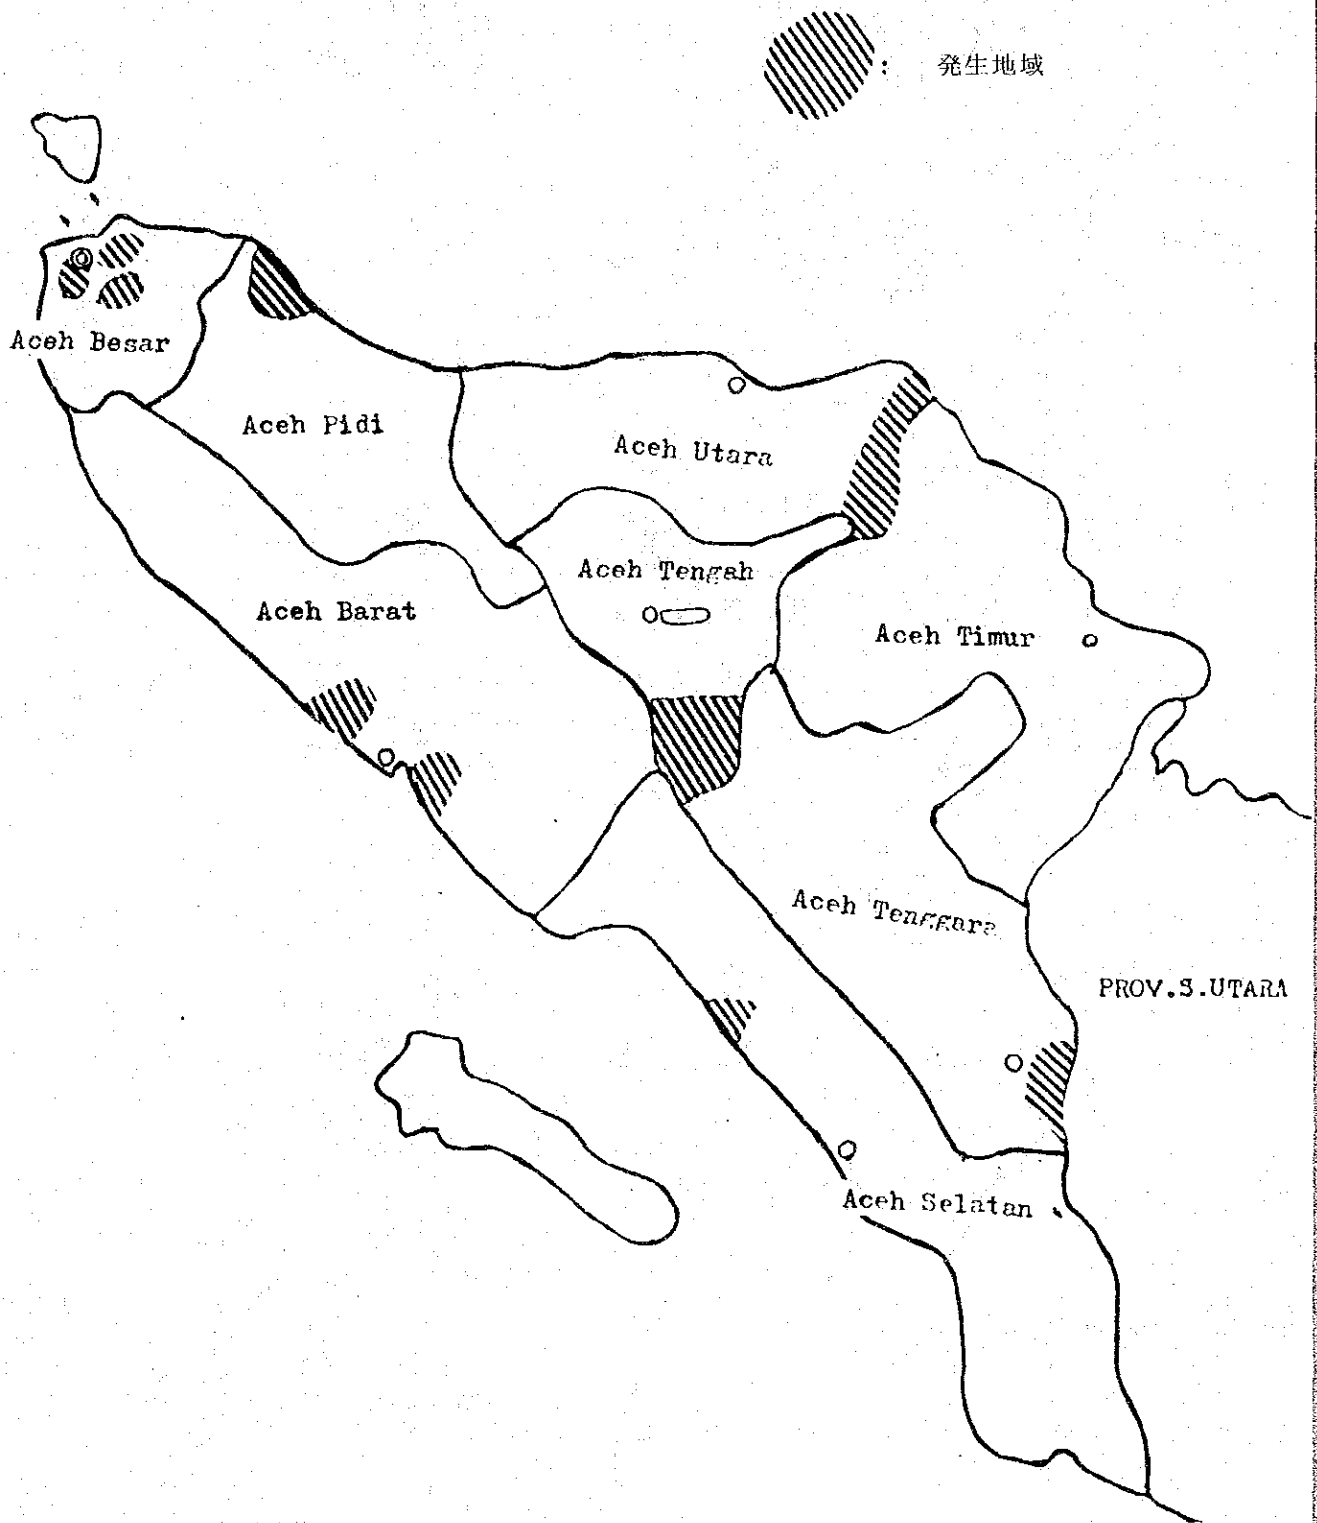 : 発生地域
Aceh Besar
Aceh Pidi
Aceh Utara
Aceh Tengah
Aceh Barat
Aceh Timur
Aceh Tenggara
PROV.S.UTARA
Aceh Selatan